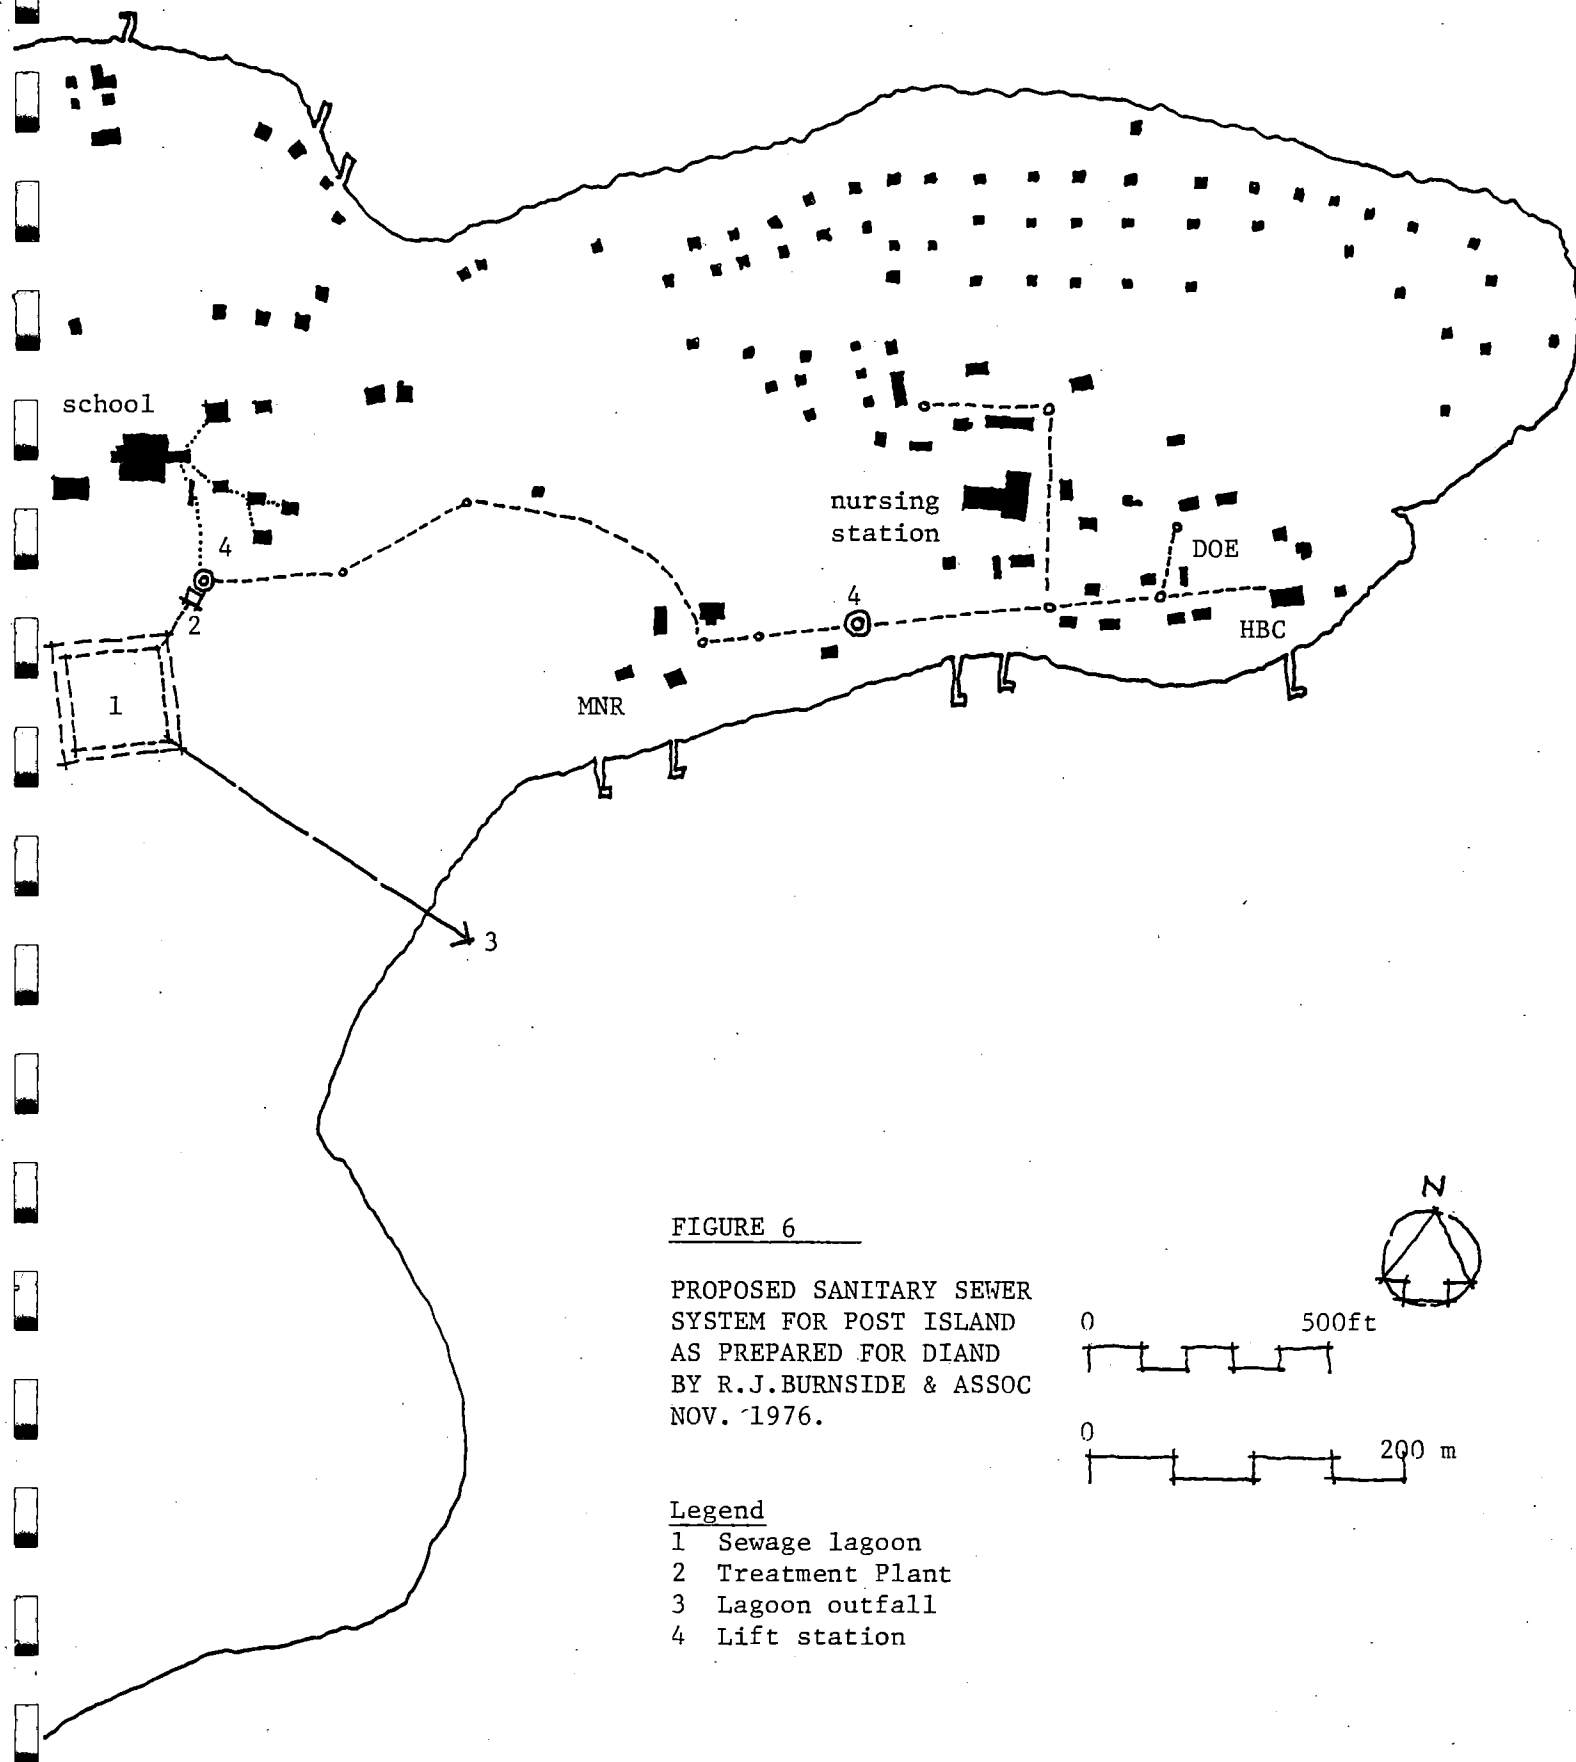 school
nursing
station
4
DOE
4
2
HBC
1
MNR
3
N
FIGURE 6
PROPOSED SANITARY SEWER
SYSTEM FOR POST ISLAND
AS PREPARED FOR DIAND
BY R.J.BURNSIDE & ASSOC
NOV. 1976.
0 500ft
0 200 m
Legend
1 Sewage lagoon
2 Treatment Plant
3 Lagoon outfall
4 Lift station